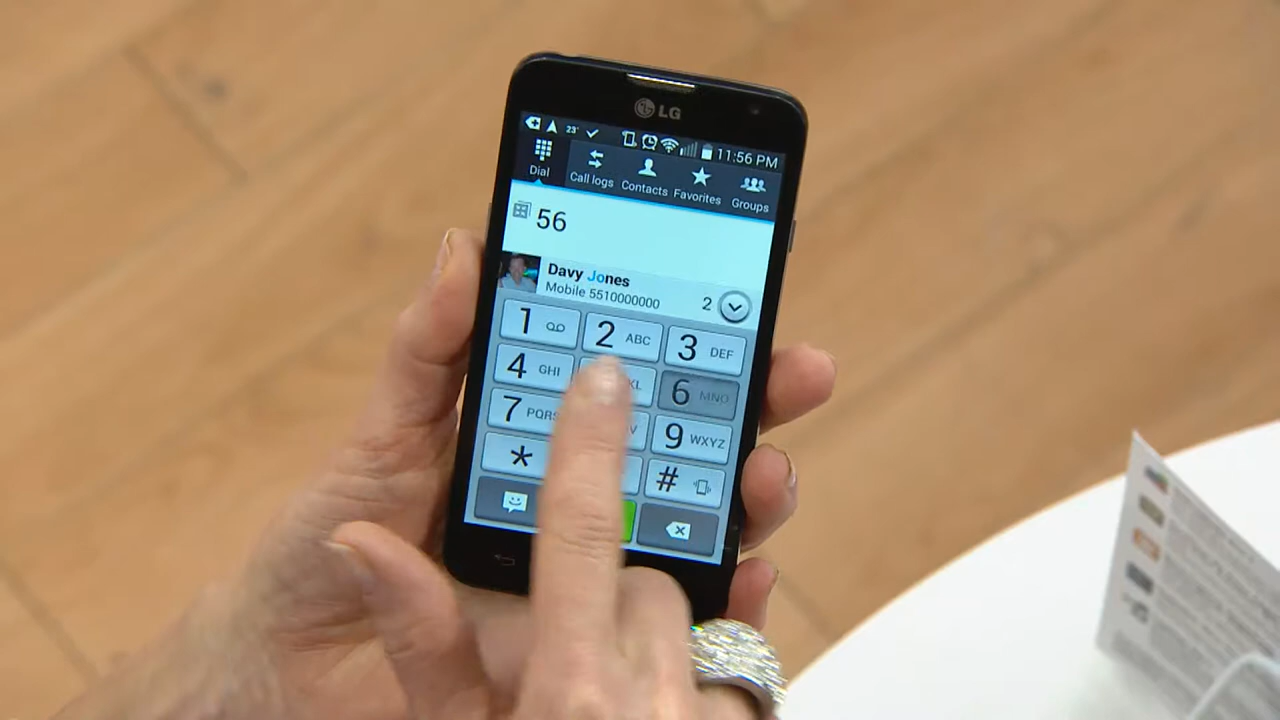 LG
23° 11:56 PM
Dial Call logs Contacts Favorites Groups
56
Davy Jones
Mobile 5510000000 2
1 2 ABC 3 DEF
4 GHI 6 MNO
7 PQRS 9 WXYZ
* #